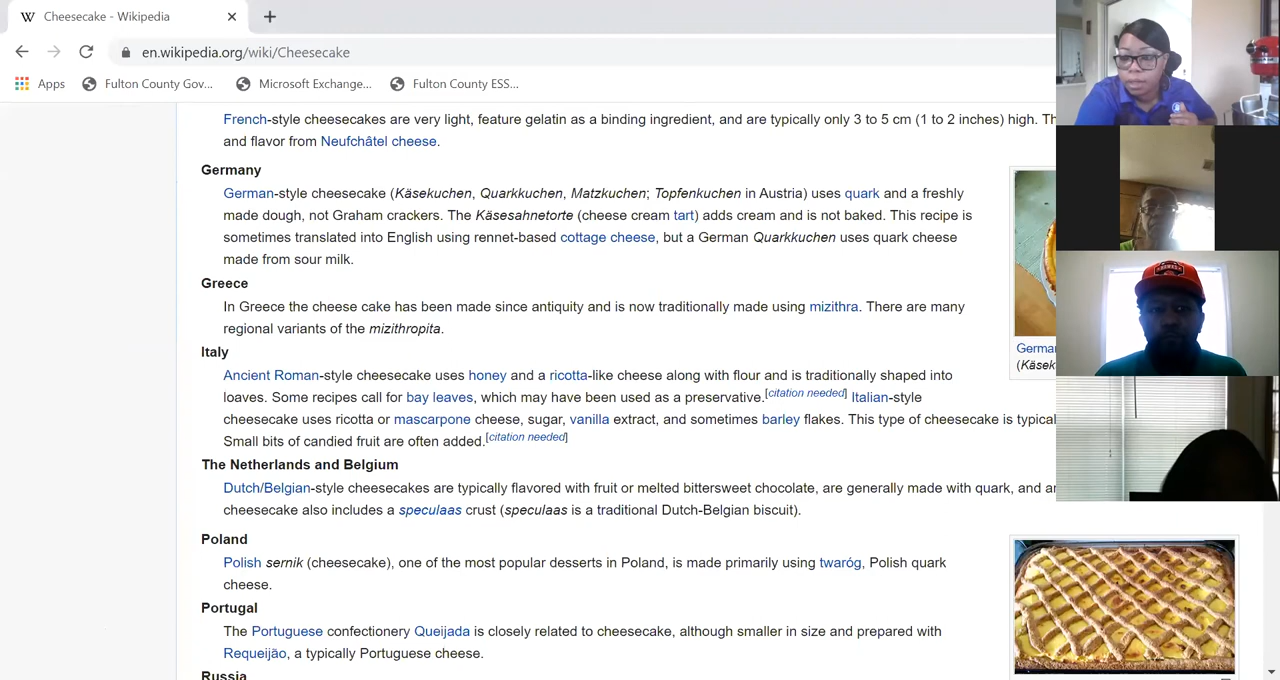 Cheesecake - Wikipedia
en.wikipedia.org/wiki/Cheesecake
Apps Fulton County Gov... Microsoft Exchange... Fulton County ESS...
French-style cheesecakes are very light, feature gelatin as a binding ingredient, and are typically only 3 to 5 cm (1 to 2 inches) high. Th
and flavor from Neufchâtel cheese.
Germany
German-style cheesecake (Käsekuchen, Quarkkuchen, Matzkuchen; Topfenkuchen in Austria) uses quark and a freshly
made dough, not Graham crackers. The Käsesahnetorte (cheese cream tart) adds cream and is not baked. This recipe is
sometimes translated into English using rennet-based cottage cheese, but a German Quarkkuchen uses quark cheese
made from sour milk.
Greece
In Greece the cheese cake has been made since antiquity and is now traditionally made using mizithra. There are many
regional variants of the mizithropita.
Germa
(Käsek
Italy
Ancient Roman-style cheesecake uses honey and a ricotta-like cheese along with flour and is traditionally shaped into
loaves. Some recipes call for bay leaves, which may have been used as a preservative.[citation needed] Italian-style
cheesecake uses ricotta or mascarpone cheese, sugar, vanilla extract, and sometimes barley flakes. This type of cheesecake is typical
Small bits of candied fruit are often added.[citation needed]
The Netherlands and Belgium
Dutch/Belgian-style cheesecakes are typically flavored with fruit or melted bittersweet chocolate, are generally made with quark, and ar
cheesecake also includes a speculaas crust (speculaas is a traditional Dutch-Belgian biscuit).
Poland
Polish sernik (cheesecake), one of the most popular desserts in Poland, is made primarily using twaróg, Polish quark
cheese.
Portugal
The Portuguese confectionery Queijada is closely related to cheesecake, although smaller in size and prepared with
Requeijão, a typically Portuguese cheese.
Russia